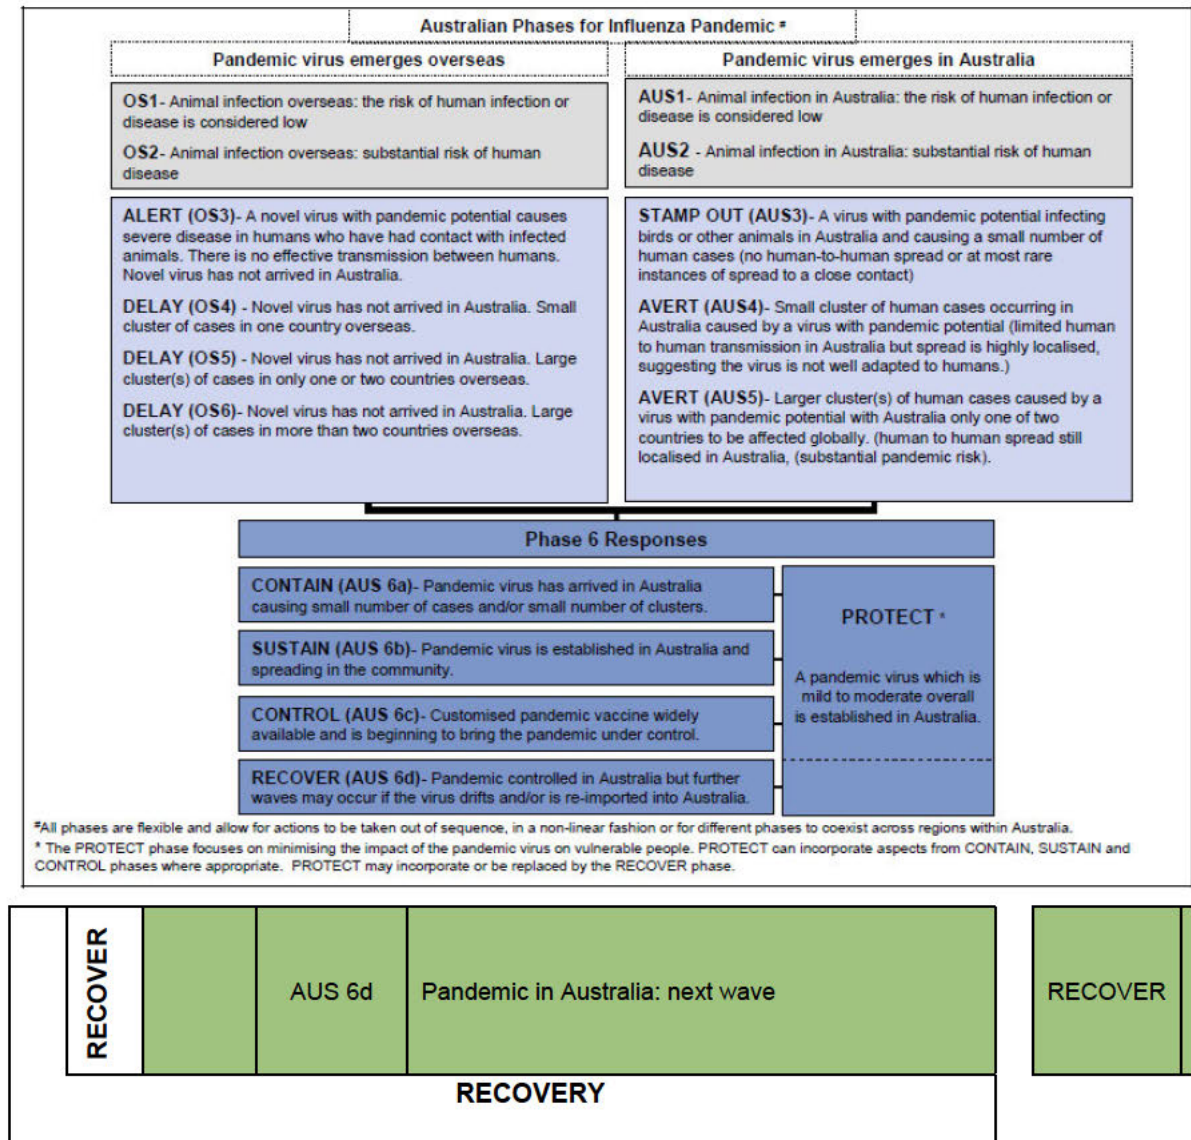 Australian Phases for Influenza Pandemic #
Pandemic virus emerges overseas
OS1- Animal infection overseas: the risk of human infection or
disease is considered low
OS2- Animal infection overseas: substantial risk of human
disease
ALERT (OS3)- A novel virus with pandemic potential causes
severe disease in humans who have had contact with infected
animals. There is no effective transmission between humans.
Novel virus has not arrived in Australia.
DELAY (OS4) - Novel virus has not arrived in Australia. Small
cluster of cases in one country overseas.
DELAY (OS5) - Novel virus has not arrived in Australia. Large
cluster(s) of cases in only one or two countries overseas.
DELAY (OS6)- Novel virus has not arrived in Australia. Large
cluster(s) of cases in more than two countries overseas.
Pandemic virus emerges in Australia
AUS1- Animal infection in Australia: the risk of human infection or
disease is considered low
AUS2 - Animal infection in Australia: substantial risk of human
disease
STAMP OUT (AUS3)- A virus with pandemic potential infecting
birds or other animals in Australia and causing a small number of
human cases (no human-to-human spread or at most rare
instances of spread to a close contact)
AVERT (AUS4)- Small cluster of human cases occurring in
Australia caused by a virus with pandemic potential (limited human
to human transmission in Australia but spread is highly localised,
suggesting the virus is not well adapted to humans.)
AVERT (AUS5)- Larger cluster(s) of human cases caused by a
virus with pandemic potential with Australia only one of two
countries to be affected globally. (human to human spread still
localised in Australia, (substantial pandemic risk).
Phase 6 Responses
CONTAIN (AUS 6a)- Pandemic virus has arrived in Australia
causing small number of cases and/or small number of clusters.
SUSTAIN (AUS 6b)- Pandemic virus is established in Australia and
spreading in the community.
CONTROL (AUS 6c)- Customised pandemic vaccine widely
available and is beginning to bring the pandemic under control.
RECOVER (AUS 6d)- Pandemic controlled in Australia but further
waves may occur if the virus drifts and/or is re-imported into Australia.
PROTECT *
A pandemic virus which is
mild to moderate overall
is established in Australia.
#All phases are flexible and allow for actions to be taken out of sequence, in a non-linear fashion or for different phases to coexist across regions within Australia.
* The PROTECT phase focuses on minimising the impact of the pandemic virus on vulnerable people. PROTECT can incorporate aspects from CONTAIN, SUSTAIN and
CONTROL phases where appropriate. PROTECT may incorporate or be replaced by the RECOVER phase.
RECOVER
AUS 6d
Pandemic in Australia: next wave
RECOVER
RECOVERY